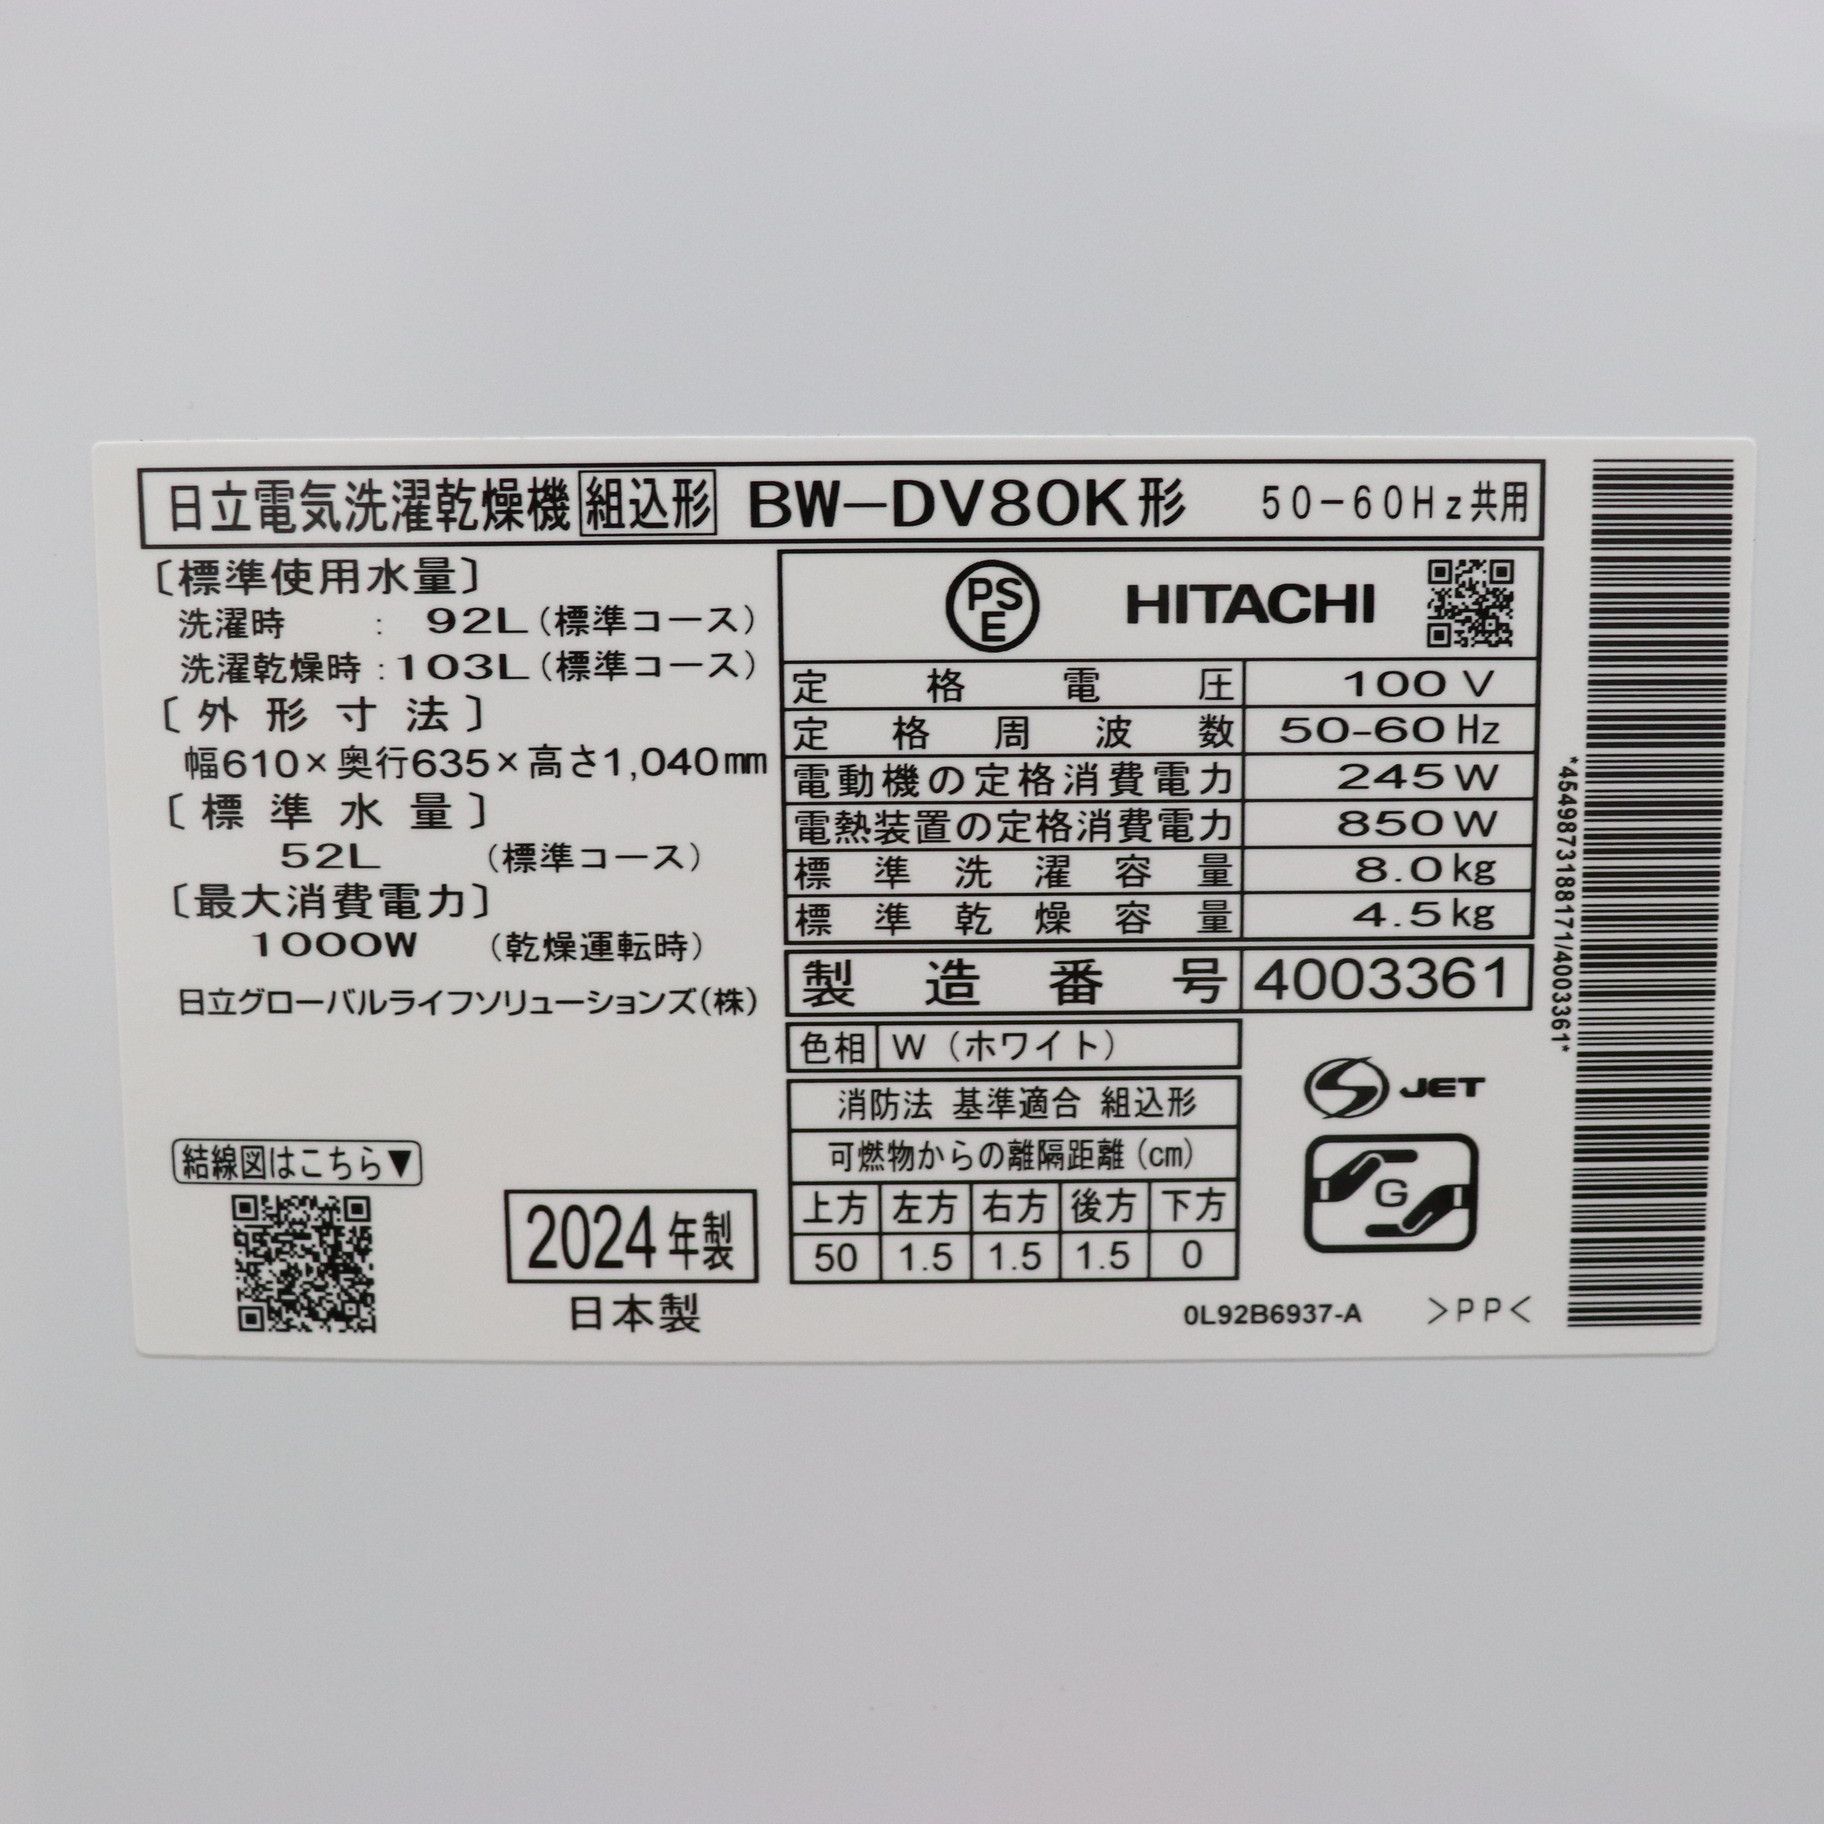 日立電気洗濯乾燥機 組込形 BW-DV80K形 50-60Hz共用
〔標準使用水量〕
洗濯時 : 92L(標準コース)
洗濯乾燥時:103L(標準コース)
〔外形寸法〕
幅610×奥行635×高さ1,040mm
〔標準水量〕
52L (標準コース)
〔最大消費電力〕
1000W (乾燥運転時)
日立グローバルライフソリューションズ(株)
結線図はこちら▼
2024年製
日本製
PSE HITACHI
定格電圧 100V
定格周波数 50-60Hz
電動機の定格消費電力 245W
電熱装置の定格消費電力 850W
標準洗濯容量 8.0kg
標準乾燥容量 4.5kg
製造番号 4003361
色相 W(ホワイト)
消防法 基準適合 組込形
可燃物からの離隔距離(cm)
上方 左方 右方 後方 下方
50 1.5 1.5 1.5 0
S JET
G
0L92B6937-A >PP<
*4549873188171/4003361*